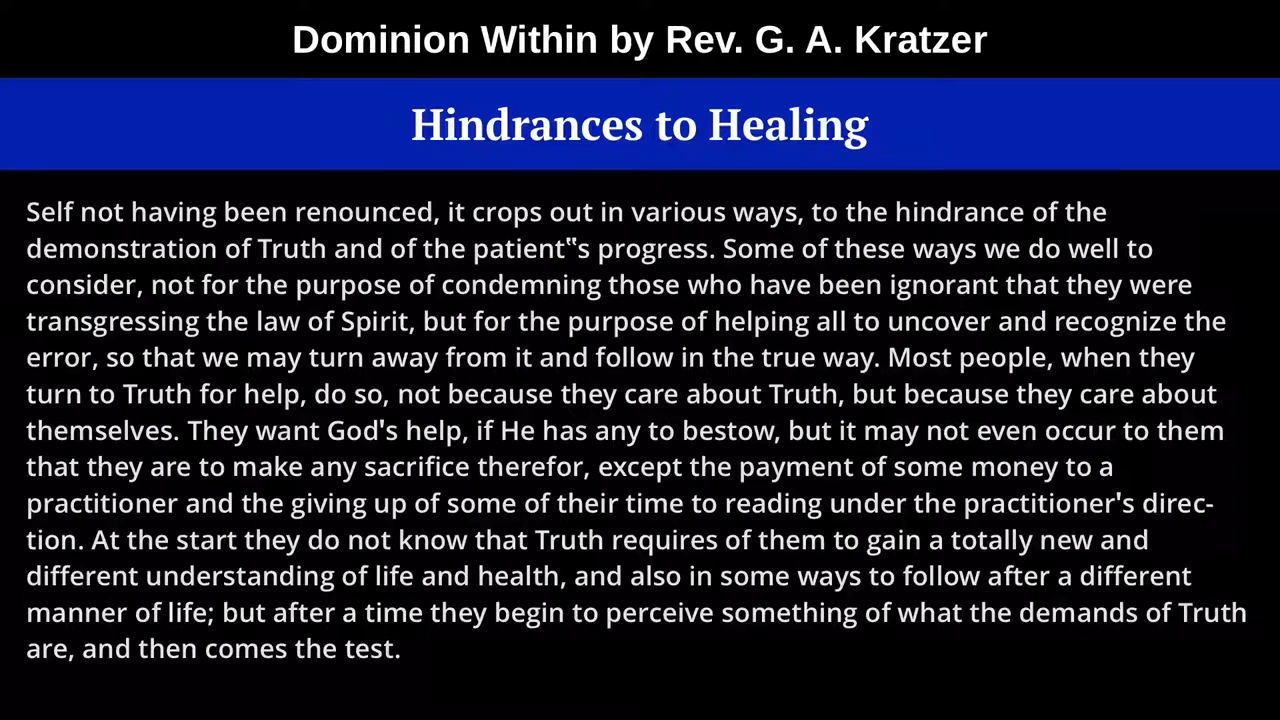 Dominion Within by Rev. G. A. Kratzer
Hindrances to Healing
Self not having been renounced, it crops out in various ways, to the hindrance of the
demonstration of Truth and of the patient‟s progress. Some of these ways we do well to
consider, not for the purpose of condemning those who have been ignorant that they were
transgressing the law of Spirit, but for the purpose of helping all to uncover and recognize the
error, so that we may turn away from it and follow in the true way. Most people, when they
turn to Truth for help, do so, not because they care about Truth, but because they care about
themselves. They want God's help, if He has any to bestow, but it may not even occur to them
that they are to make any sacrifice therefor, except the payment of some money to a
practitioner and the giving up of some of their time to reading under the practitioner's direc-
tion. At the start they do not know that Truth requires of them to gain a totally new and
different understanding of life and health, and also in some ways to follow after a different
manner of life; but after a time they begin to perceive something of what the demands of Truth
are, and then comes the test.